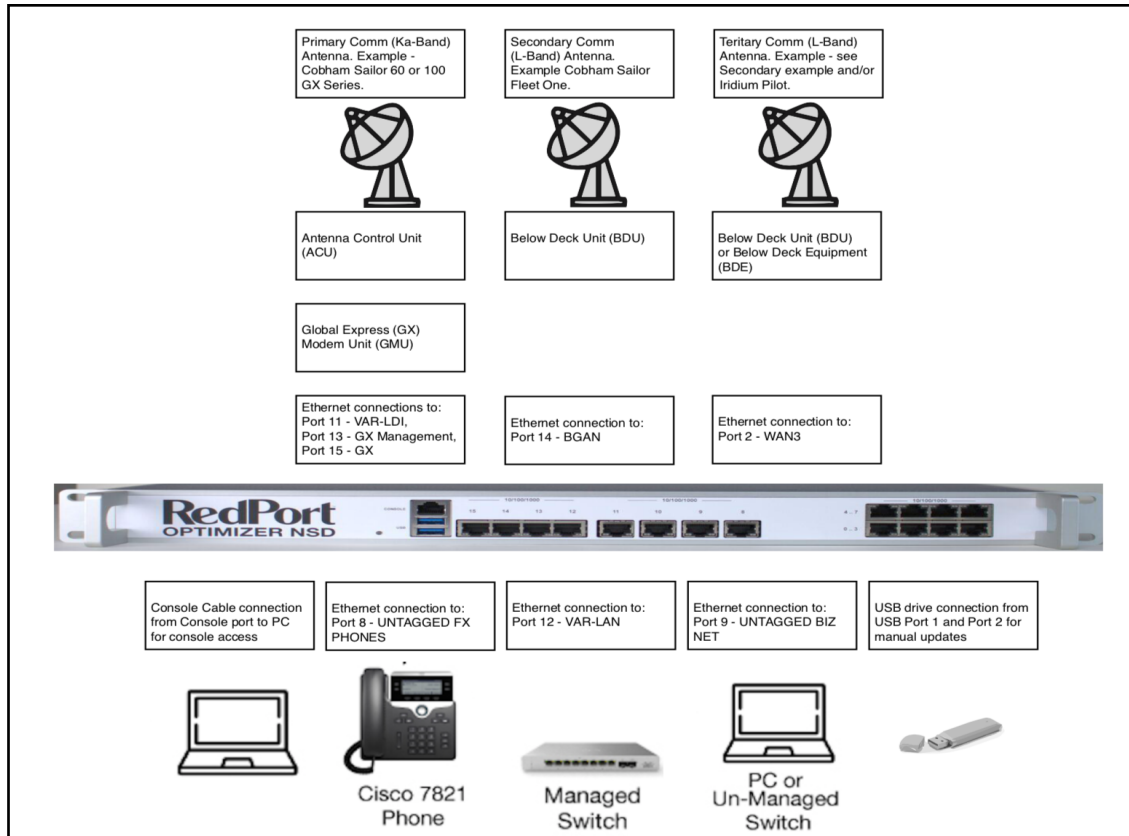 Primary Comm (Ka-Band)
Antenna. Example -
Cobham Sailor 60 or 100
GX Series.
Secondary Comm
(L-Band) Antenna.
Example Cobham Sailor
Fleet One.
Teritary Comm (L-Band)
Antenna. Example - see
Secondary example and/or
Iridium Pilot.
Antenna Control Unit
(ACU)
Below Deck Unit (BDU)
Below Deck Unit (BDU)
or Below Deck Equipment
(BDE)
Global Express (GX)
Modem Unit (GMU)
Ethernet connections to:
Port 11 - VAR-LDI,
Port 13 - GX Management,
Port 15 - GX
Ethernet connection to:
Port 14 - BGAN
Ethernet connection to:
Port 2 - WAN3
RedPort
OPTIMIZER NSD
CONSOLE
USB
10/100/1000
15 14 13 12
10/100/1000
11 10 9 8
10/100/1000
4 - 7
0 - 3
Console Cable connection
from Console port to PC
for console access
Ethernet connection to:
Port 8 - UNTAGGED FX
PHONES
Ethernet connection to:
Port 12 - VAR-LAN
Ethernet connection to:
Port 9 - UNTAGGED BIZ
NET
USB drive connection from
USB Port 1 and Port 2 for
manual updates
Cisco 7821
Phone
Managed
Switch
PC or
Un-Managed
Switch